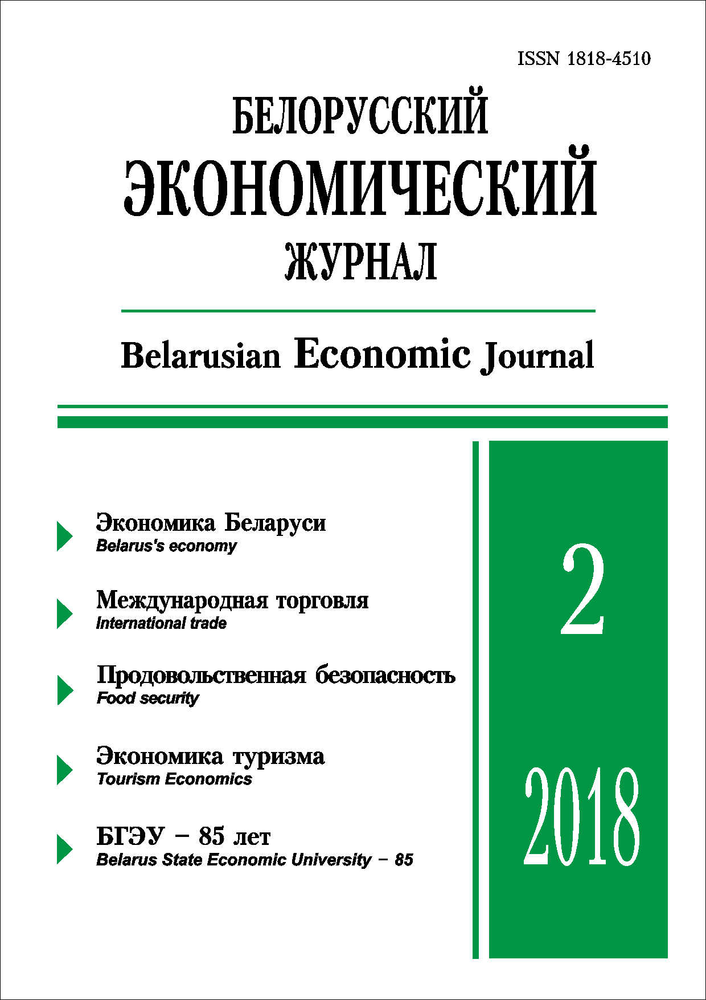 ISSN 1818-4510
БЕЛОРУССКИЙ
ЭКОНОМИЧЕСКИЙ
ЖУРНАЛ
Belarusian Economic Journal
Экономика Беларуси
Belarus's economy
Международная торговля
International trade
Продовольственная безопасность
Food security
Экономика туризма
Tourism Economics
БГЭУ – 85 лет
Belarus State Economic University – 85
2
2018